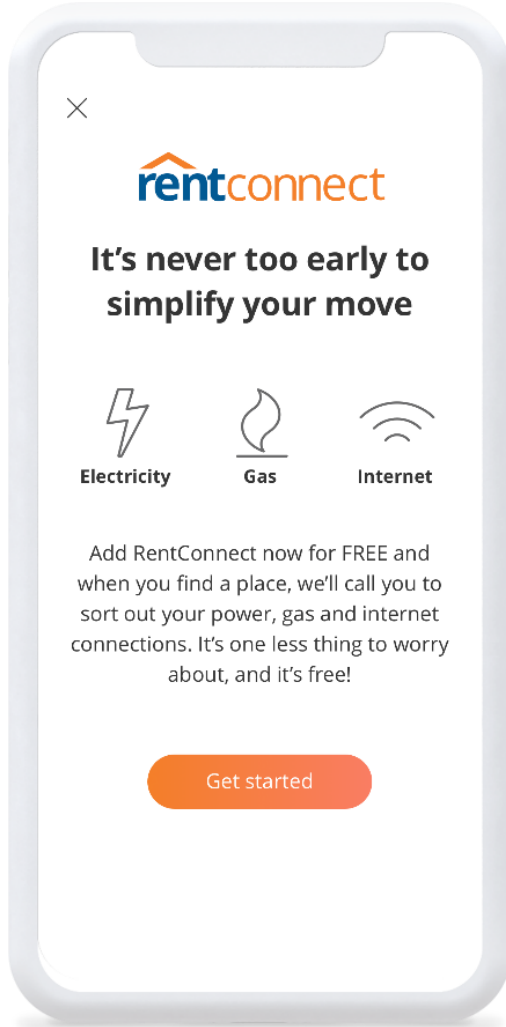 rentconnect
It's never too early to
simplify your move
Electricity Gas Internet
Add RentConnect now for FREE and
when you find a place, we'll call you to
sort out your power, gas and internet
connections. It's one less thing to worry
about, and it's free!
Get started